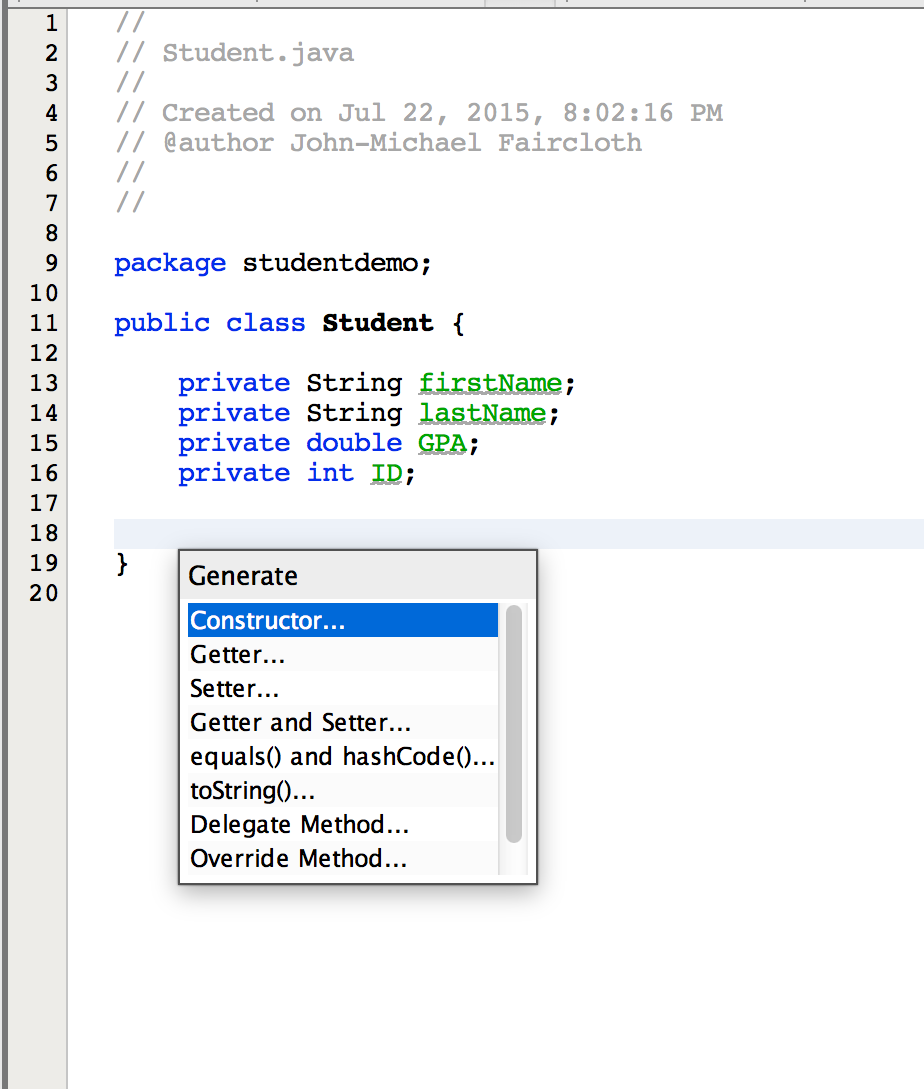 1 //
2 // Student.java
3 //
4 // Created on Jul 22, 2015, 8:02:16 PM
5 // @author John-Michael Faircloth
6 //
7 //
8
9 package studentdemo;
10
11 public class Student {
12
13 private String firstName;
14 private String lastName;
15 private double GPA;
16 private int ID;
17
18
19 }
20
Generate
Constructor...
Getter...
Setter...
Getter and Setter...
equals() and hashCode()...
toString()...
Delegate Method...
Override Method...